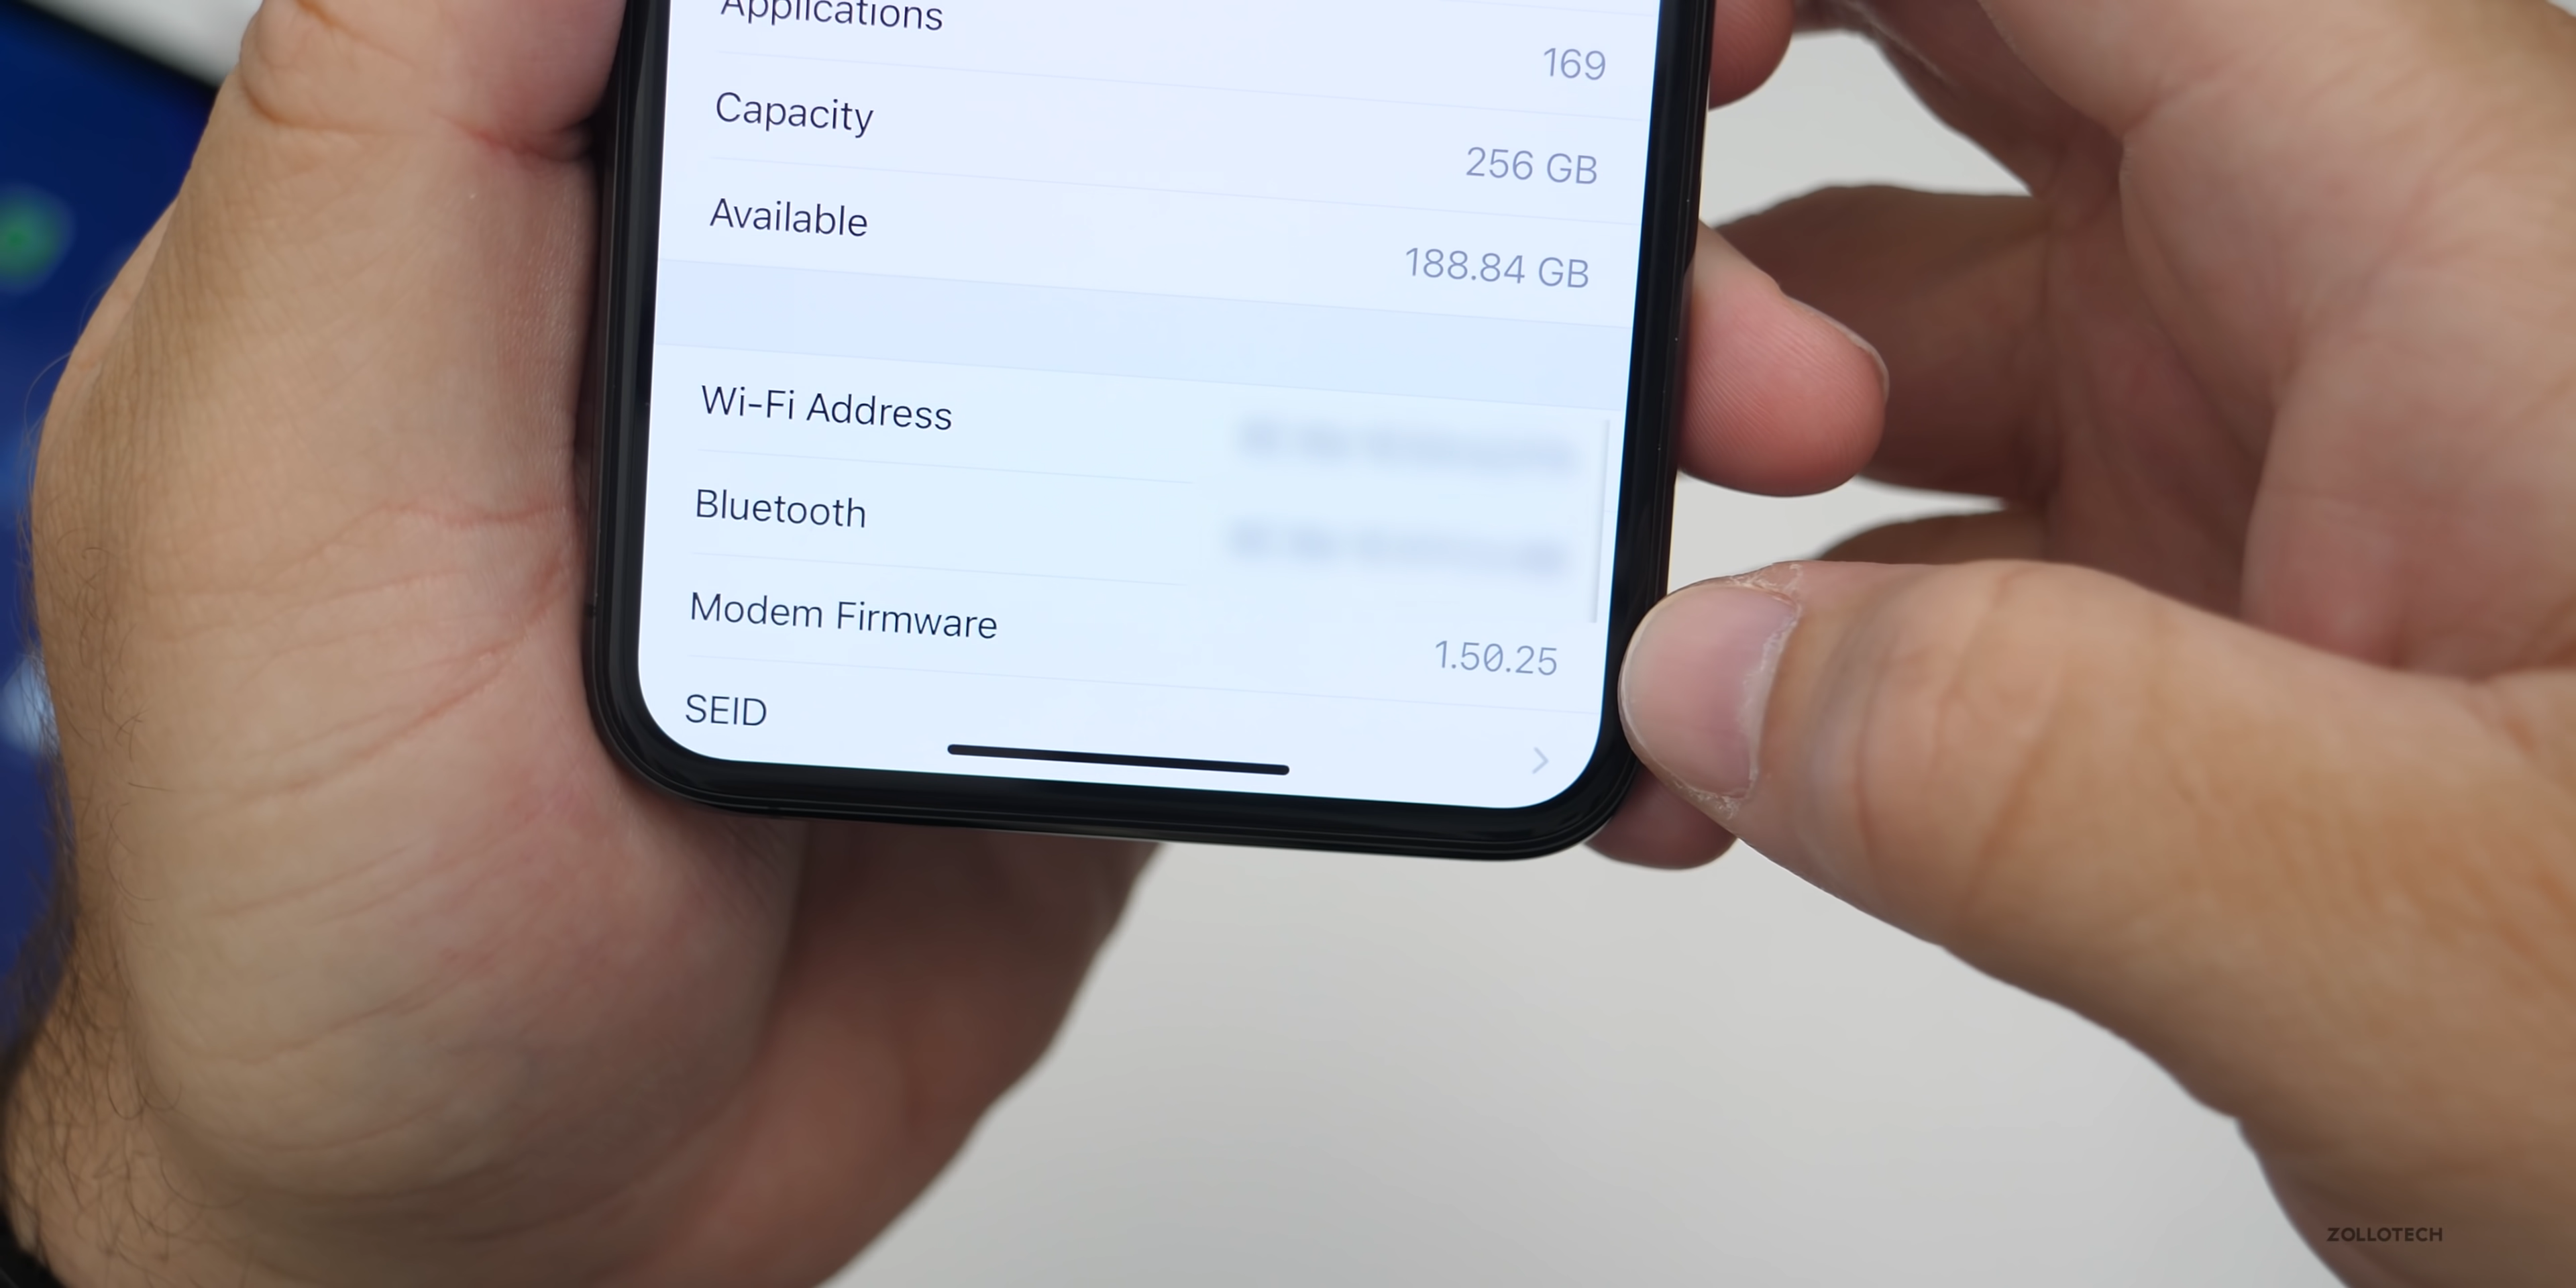 Applications 169
Capacity 256 GB
Available 188.84 GB
Wi-Fi Address
Bluetooth
Modem Firmware 1.50.25
SEID
ZOLLOTECH